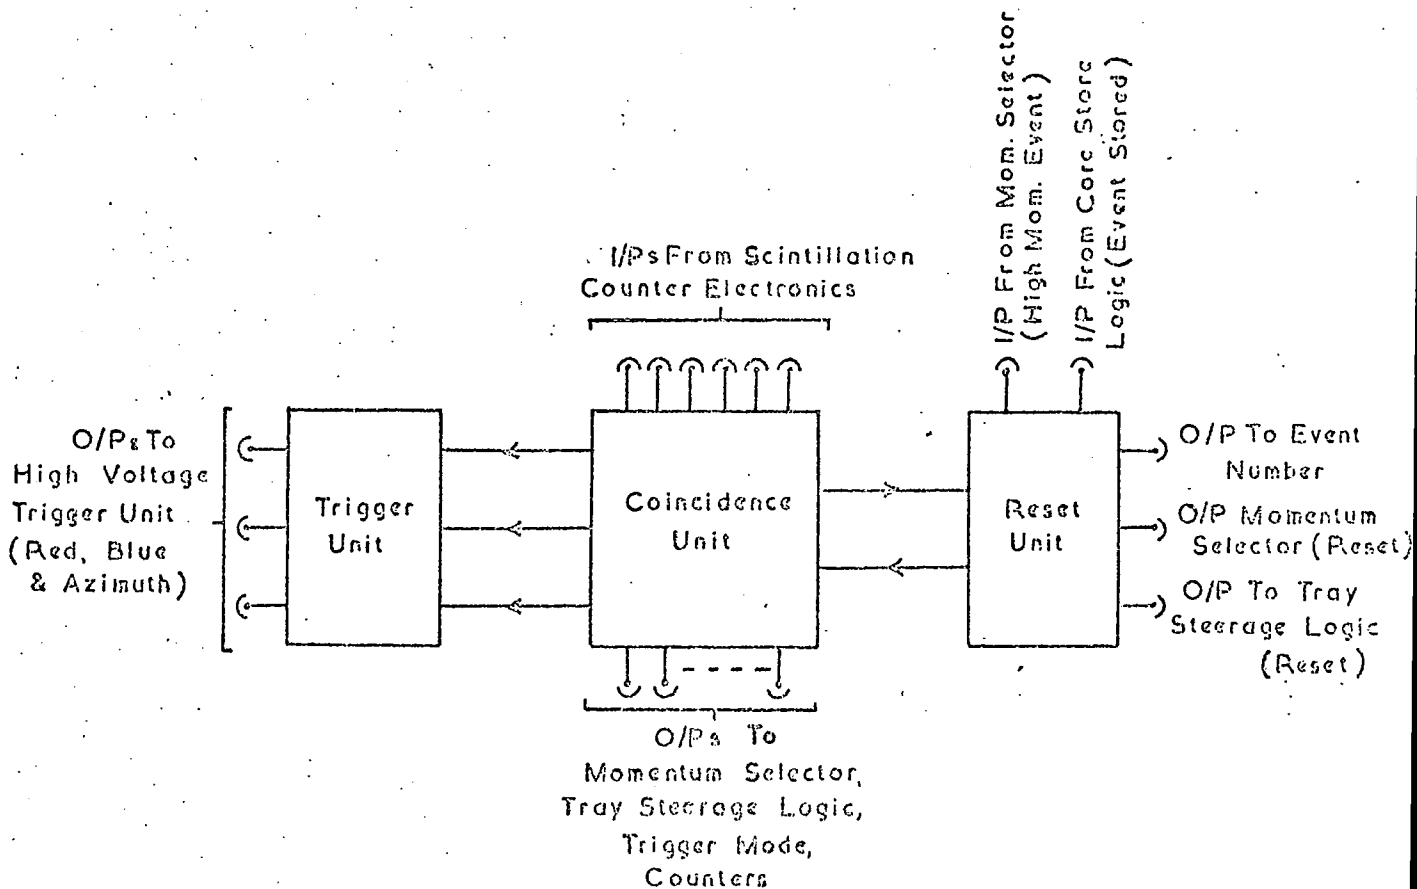 I/P From Mom. Selector
(High Mom. Event)
I/P From Core Store
Logic (Event Stored)
I/Ps From Scintillation
Counter Electronics
O/Ps To
High Voltage
Trigger Unit
(Red, Blue
& Azimuth)
Trigger
Unit
Coincidence
Unit
Reset
Unit
O/P To Event
Number
O/P Momentum
Selector (Reset)
O/P To Tray
Steerage Logic
(Reset)
O/Ps To
Momentum Selector,
Tray Steerage Logic,
Trigger Mode,
Counters